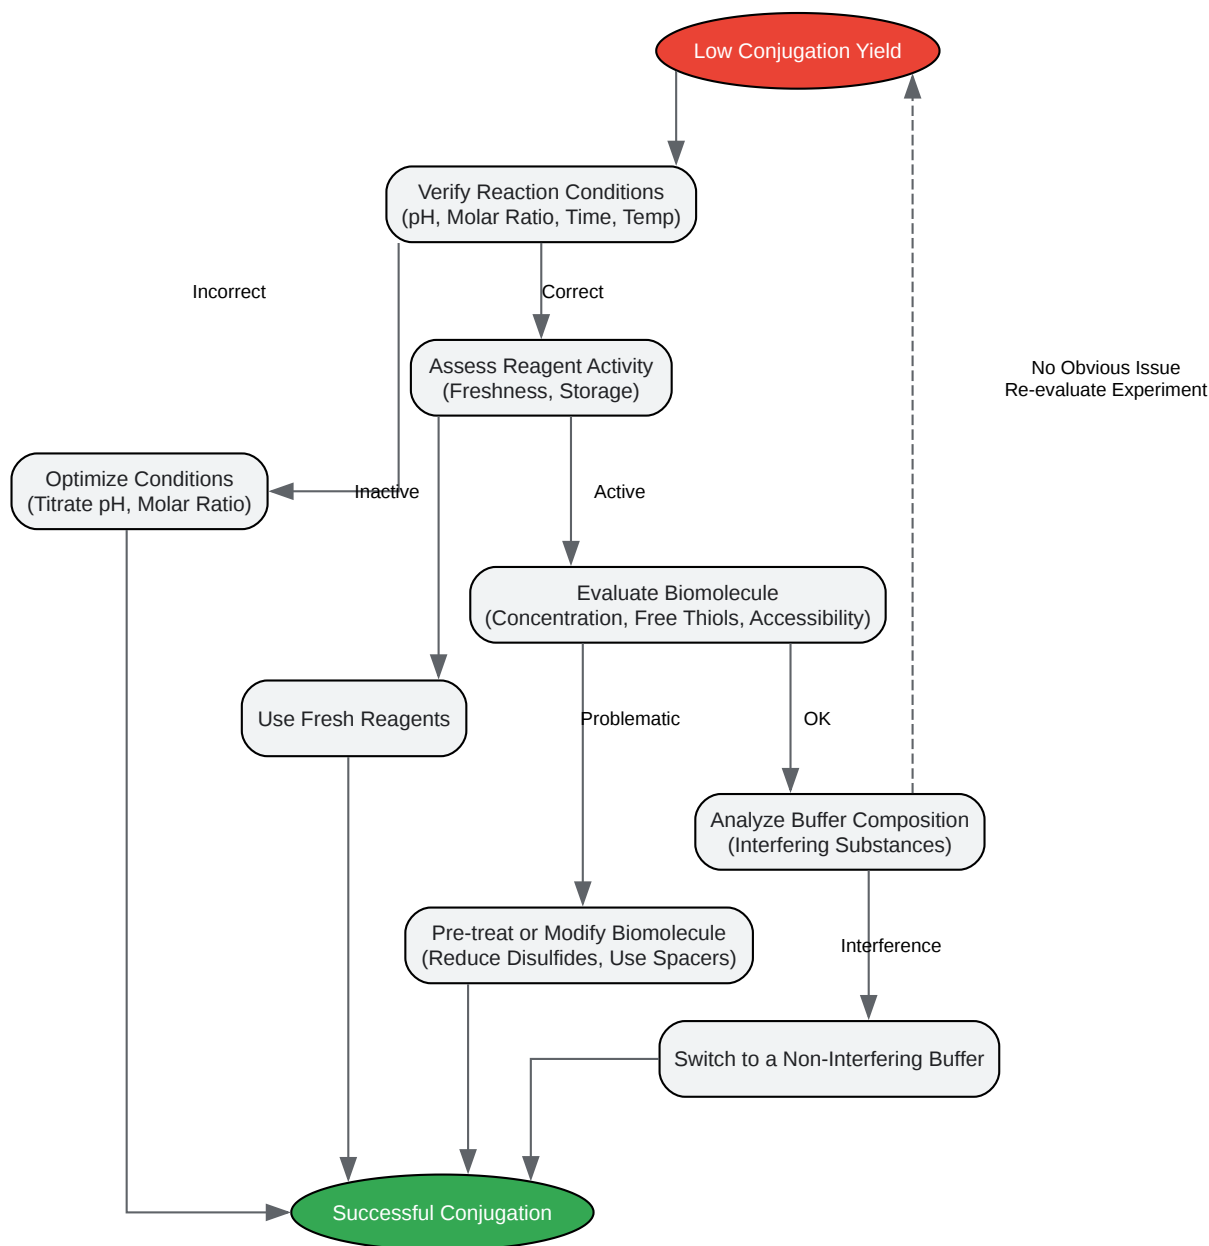 Low Conjugation Yield
Verify Reaction Conditions
(pH, Molar Ratio, Time, Temp)
Incorrect
Correct
Assess Reagent Activity
(Freshness, Storage)
No Obvious Issue
Re-evaluate Experiment
Optimize Conditions
(Titrate pH, Molar Ratio)
Inactive
Active
Evaluate Biomolecule
(Concentration, Free Thiols, Accessibility)
Use Fresh Reagents
Problematic
OK
Analyze Buffer Composition
(Interfering Substances)
Pre-treat or Modify Biomolecule
(Reduce Disulfides, Use Spacers)
Interference
Switch to a Non-Interfering Buffer
Successful Conjugation